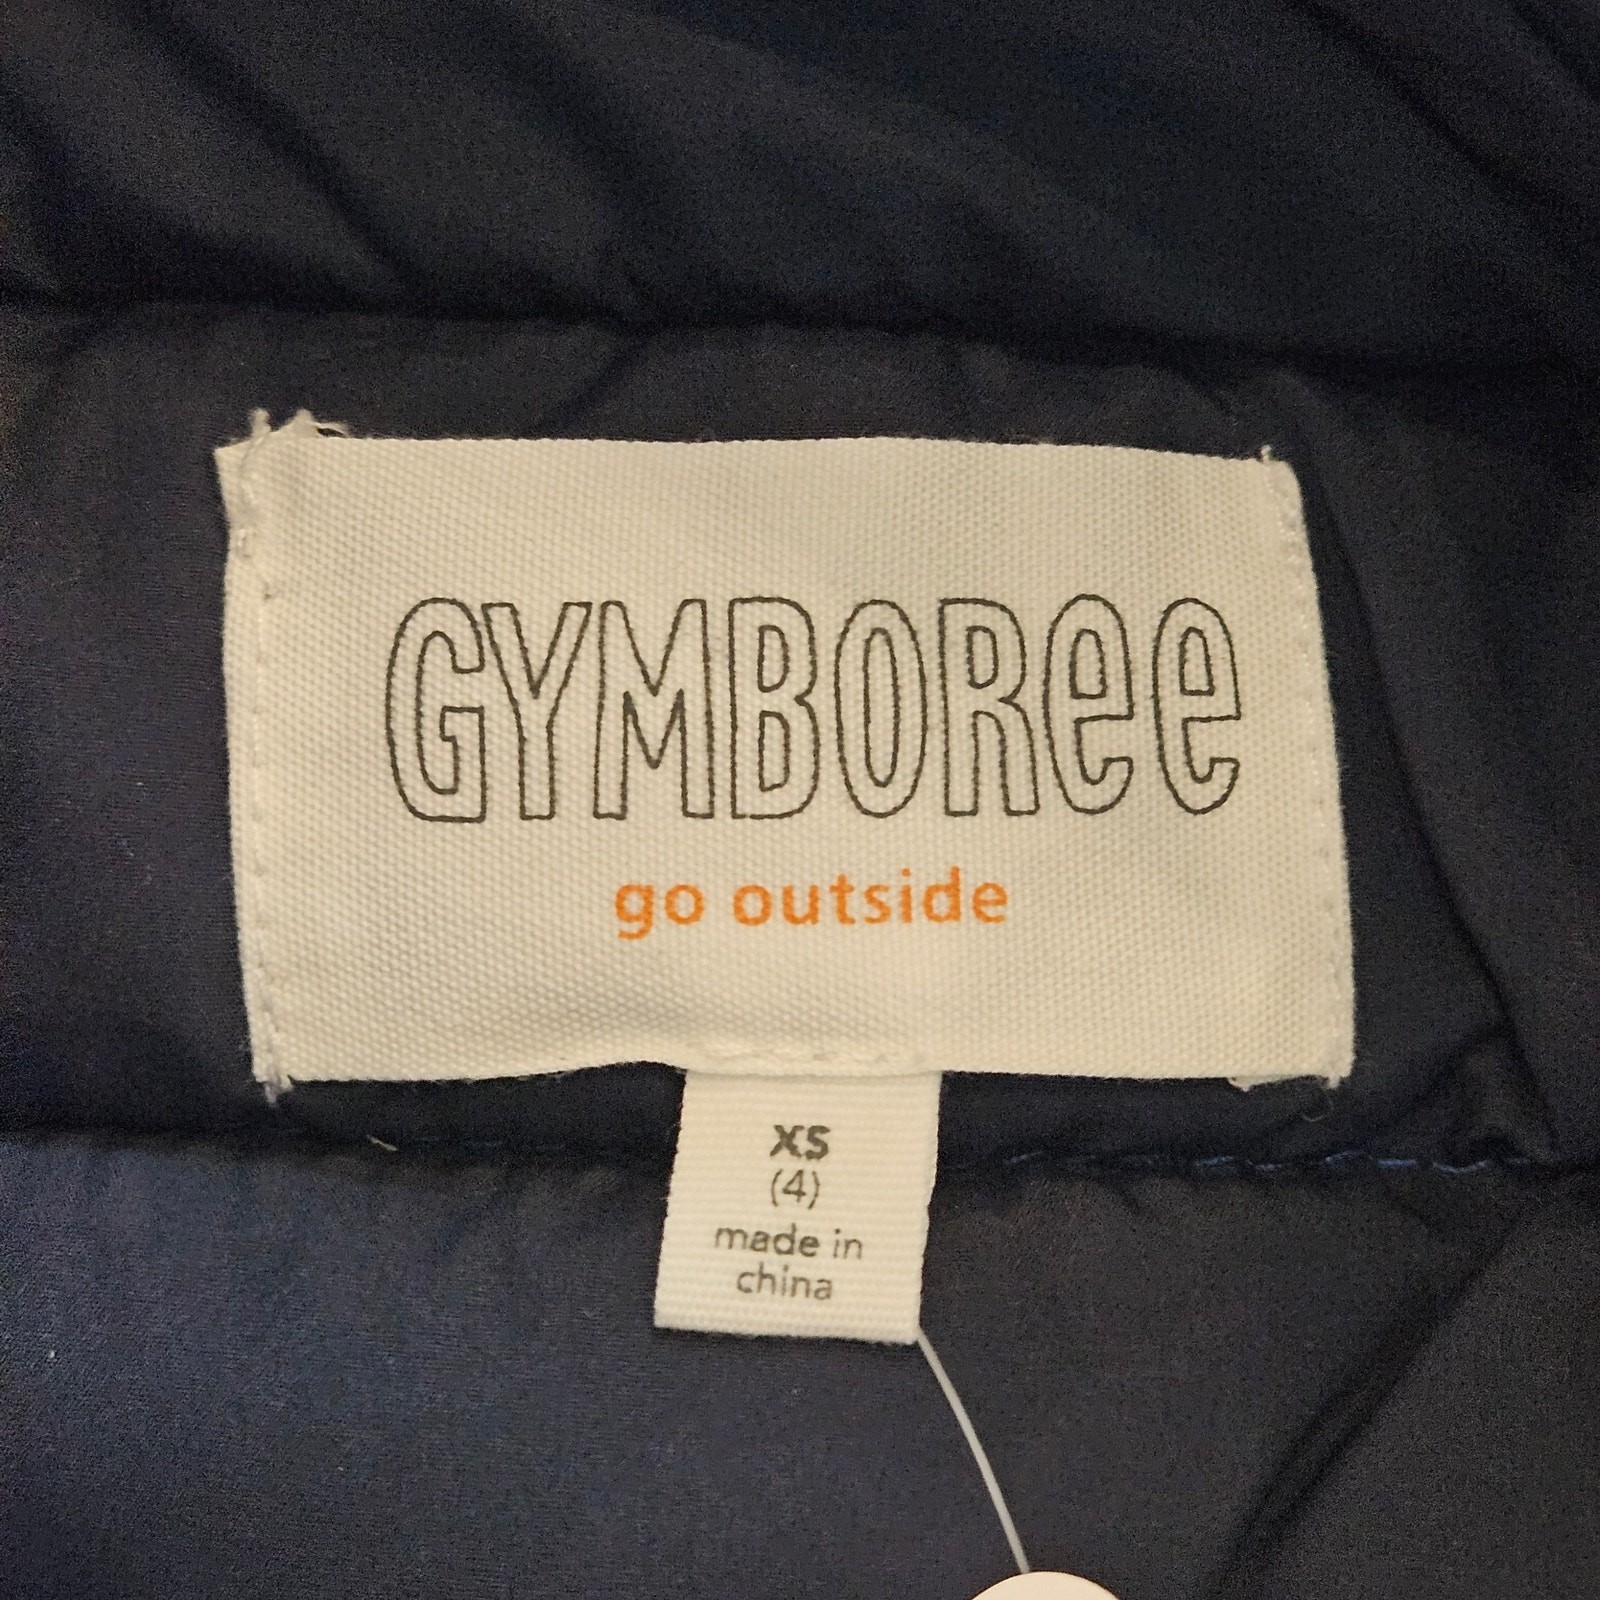 GYMBOREE
go outside
XS
(4)
made in
china